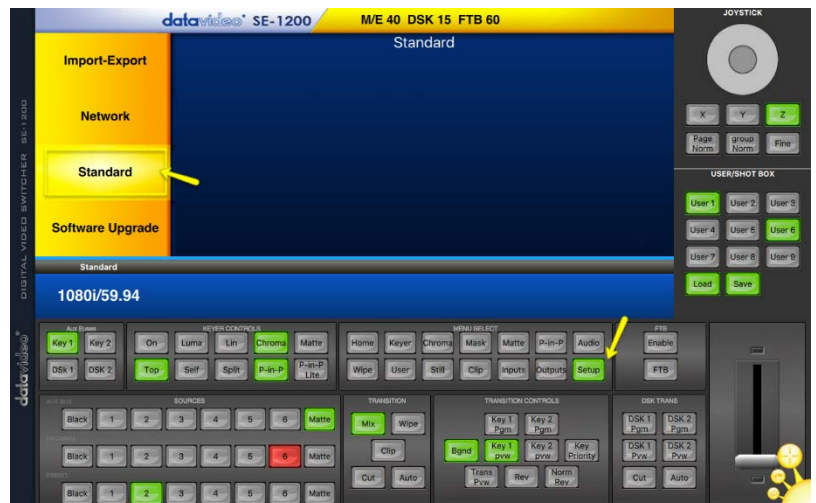 datavideo SE-1200
M/E 40 DSK 15 FTB 60
JOYSTICK
Standard
Import-Export
Network
Standard
Software Upgrade
X Y Z
Page Norm group Norm Fine
USER/SHOT BOX
User 1 User 2 User 3
User 4 User 5 User 6
User 7 User 8 User 9
Load Save
Standard
1080i/59.94
DIGITAL VIDEO SWITCHER SE-1200
datavideo
Aux Buses
Key 1 Key 2
DSK 1 DSK 2
KEYER CONTROLS
On Luma Lin Chroma Matte
Top Self Split P-in-P P-in-P Lite
MENU SELECT
Home Keyer Chroma Mask Matte P-in-P Audio
Wipe User Still Clip Inputs Outputs Setup
FTB
Enable
FTB
AUX BUS
SOURCES
Black 1 2 3 4 5 6 Matte
PROGRAM
Black 1 2 3 4 5 6 Matte
PRESET
Black 1 2 3 4 5 6 Matte
TRANSITION
Mix Wipe
Clip
Cut Auto
TRANSITION CONTROLS
Key 1 Pgm Key 2 Pgm
Bgnd Key 1 pvw Key 2 pvw Key Priority
Trans Pvw Rev Norm Rev
DSK TRANS
DSK 1 Pgm DSK 2 Pgm
DSK 1 Pvw DSK 2 Pvw
Cut Auto